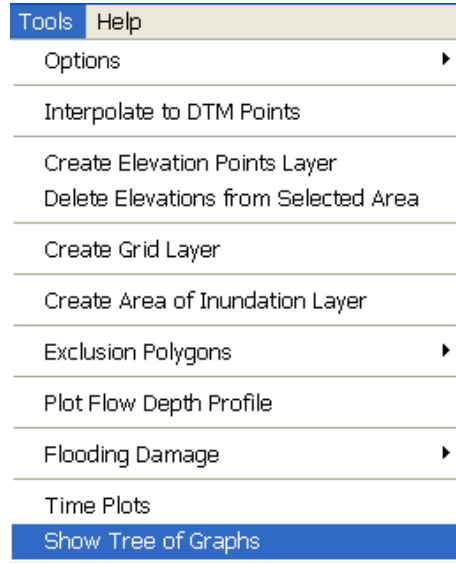 Tools Help
Options
Interpolate to DTM Points
Create Elevation Points Layer
Delete Elevations from Selected Area
Create Grid Layer
Create Area of Inundation Layer
Exclusion Polygons
Plot Flow Depth Profile
Flooding Damage
Time Plots
Show Tree of Graphs